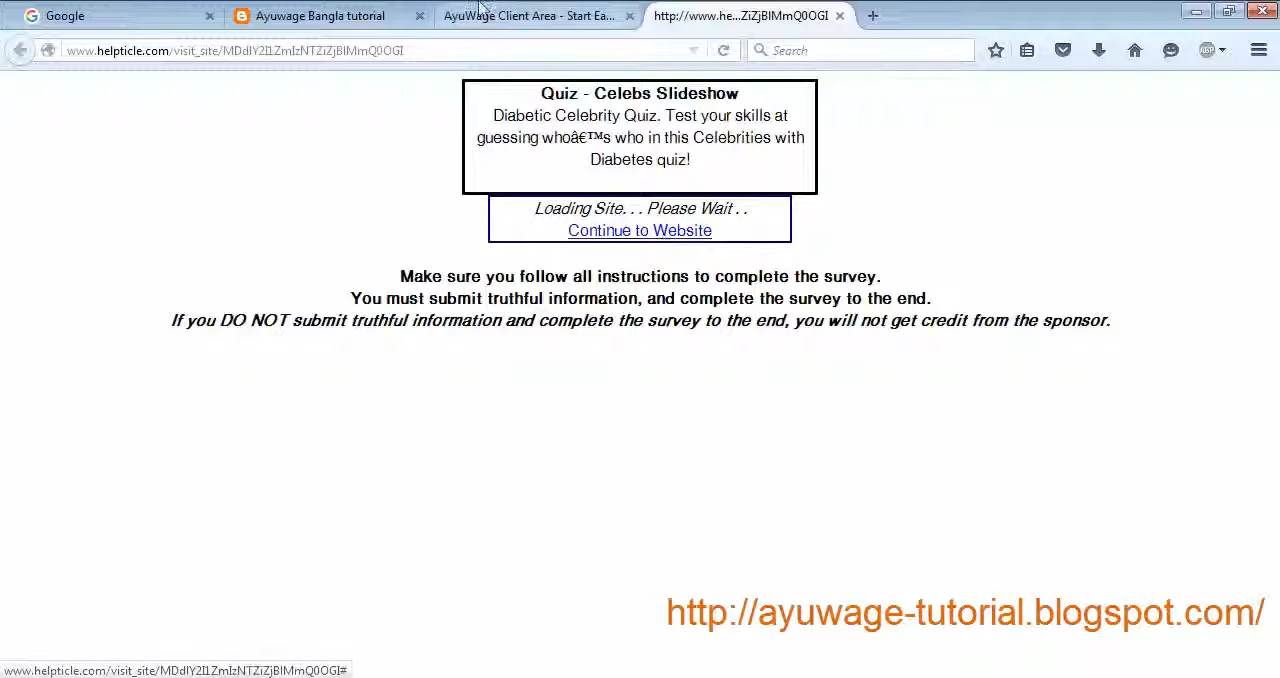 Google
Ayuwage Bangla tutorial
AyuWage Client Area - Start Ea...
http://www.he...ZiZjBlMmQ0OGI
www.helpticle.com/visit_site/MDdlY2I1ZmIzNTZiZjBlMmQ0OGI
Search
ABP
Quiz - Celebs Slideshow
Diabetic Celebrity Quiz. Test your skills at
guessing whoâ€™s who in this Celebrities with
Diabetes quiz!
Loading Site. . . Please Wait . .
Continue to Website
Make sure you follow all instructions to complete the survey.
You must submit truthful information, and complete the survey to the end.
If you DO NOT submit truthful information and complete the survey to the end, you will not get credit from the sponsor.
http://ayuwage-tutorial.blogspot.com/
www.helpticle.com/visit_site/MDdlY2I1ZmIzNTZiZjBlMmQ0OGI#